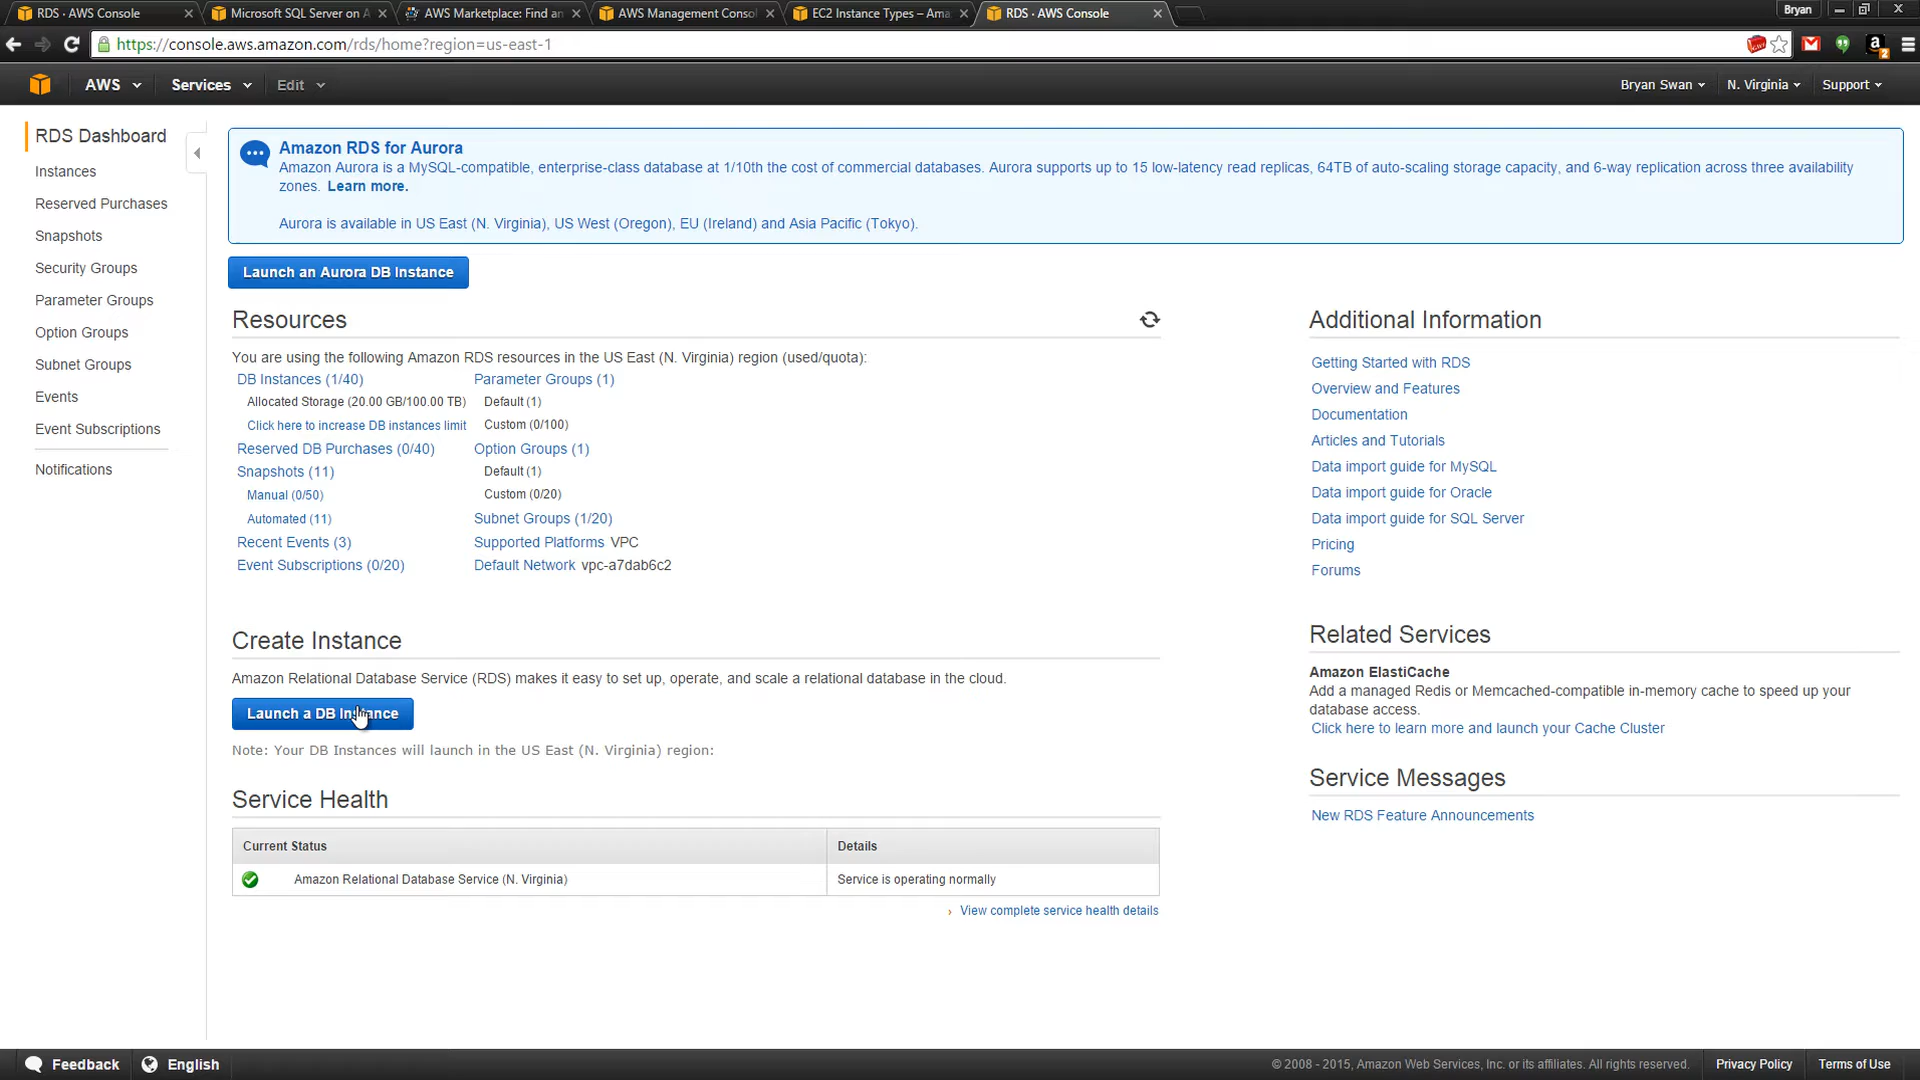 RDS · AWS Console
Microsoft SQL Server on A
AWS Marketplace: Find an
AWS Management Consol
EC2 Instance Types – Ama
RDS · AWS Console
Bryan
https://console.aws.amazon.com/rds/home?region=us-east-1
AWS
Services
Edit
Bryan Swan
N. Virginia
Support
RDS Dashboard
Instances
Reserved Purchases
Snapshots
Security Groups
Parameter Groups
Option Groups
Subnet Groups
Events
Event Subscriptions
Notifications
Amazon RDS for Aurora
Amazon Aurora is a MySQL-compatible, enterprise-class database at 1/10th the cost of commercial databases. Aurora supports up to 15 low-latency read replicas, 64TB of auto-scaling storage capacity, and 6-way replication across three availability
zones. Learn more.
Aurora is available in US East (N. Virginia), US West (Oregon), EU (Ireland) and Asia Pacific (Tokyo).
Launch an Aurora DB Instance
Resources
You are using the following Amazon RDS resources in the US East (N. Virginia) region (used/quota):
DB Instances (1/40)
Allocated Storage (20.00 GB/100.00 TB)
Click here to increase DB instances limit
Reserved DB Purchases (0/40)
Snapshots (11)
Manual (0/50)
Automated (11)
Recent Events (3)
Event Subscriptions (0/20)
Parameter Groups (1)
Default (1)
Custom (0/100)
Option Groups (1)
Default (1)
Custom (0/20)
Subnet Groups (1/20)
Supported Platforms VPC
Default Network vpc-a7dab6c2
Create Instance
Amazon Relational Database Service (RDS) makes it easy to set up, operate, and scale a relational database in the cloud.
Launch a DB Instance
Note: Your DB Instances will launch in the US East (N. Virginia) region:
Service Health
Current Status
Details
Amazon Relational Database Service (N. Virginia)
Service is operating normally
› View complete service health details
Additional Information
Getting Started with RDS
Overview and Features
Documentation
Articles and Tutorials
Data import guide for MySQL
Data import guide for Oracle
Data import guide for SQL Server
Pricing
Forums
Related Services
Amazon ElastiCache
Add a managed Redis or Memcached-compatible in-memory cache to speed up your
database access.
Click here to learn more and launch your Cache Cluster
Service Messages
New RDS Feature Announcements
Feedback
English
© 2008 - 2015, Amazon Web Services, Inc. or its affiliates. All rights reserved.
Privacy Policy
Terms of Use